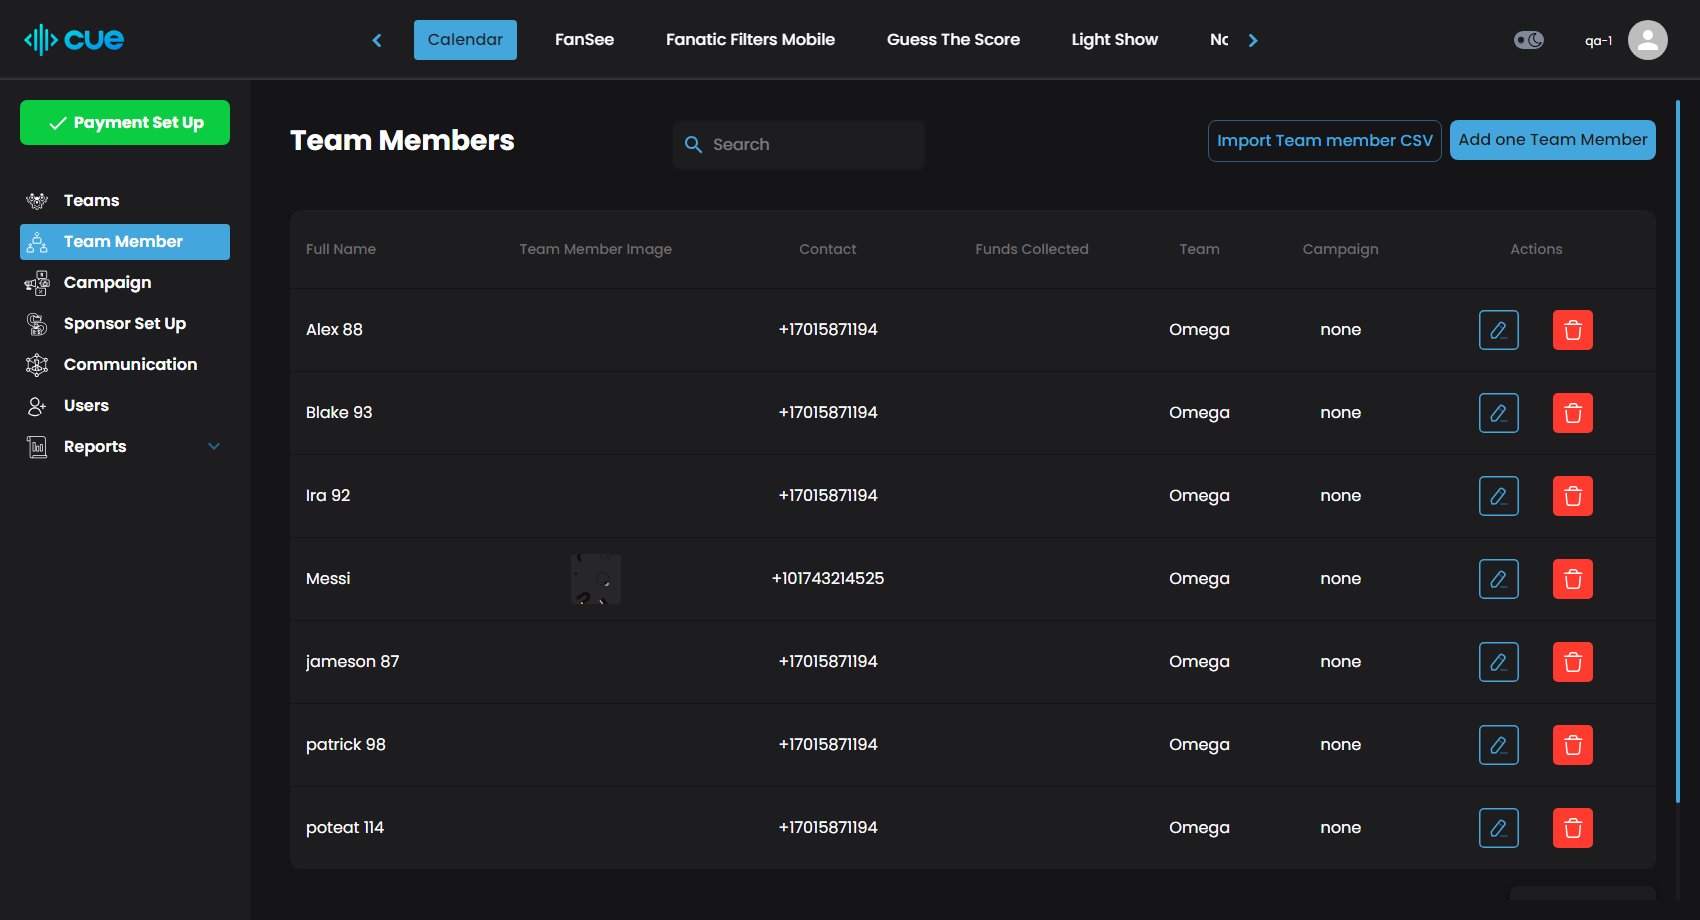 cue
Calendar
FanSee
Fanatic Filters Mobile
Guess The Score
Light Show
qa-1
Payment Set Up
Teams
Team Member
Campaign
Sponsor Set Up
Communication
Users
Reports
Team Members
Search
Import Team member CSV
Add one Team Member
Full Name Team Member Image Contact Funds Collected Team Campaign Actions
Alex 88 +17015871194 Omega none
Blake 93 +17015871194 Omega none
Ira 92 +17015871194 Omega none
Messi +101743214525 Omega none
jameson 87 +17015871194 Omega none
patrick 98 +17015871194 Omega none
poteat 114 +17015871194 Omega none